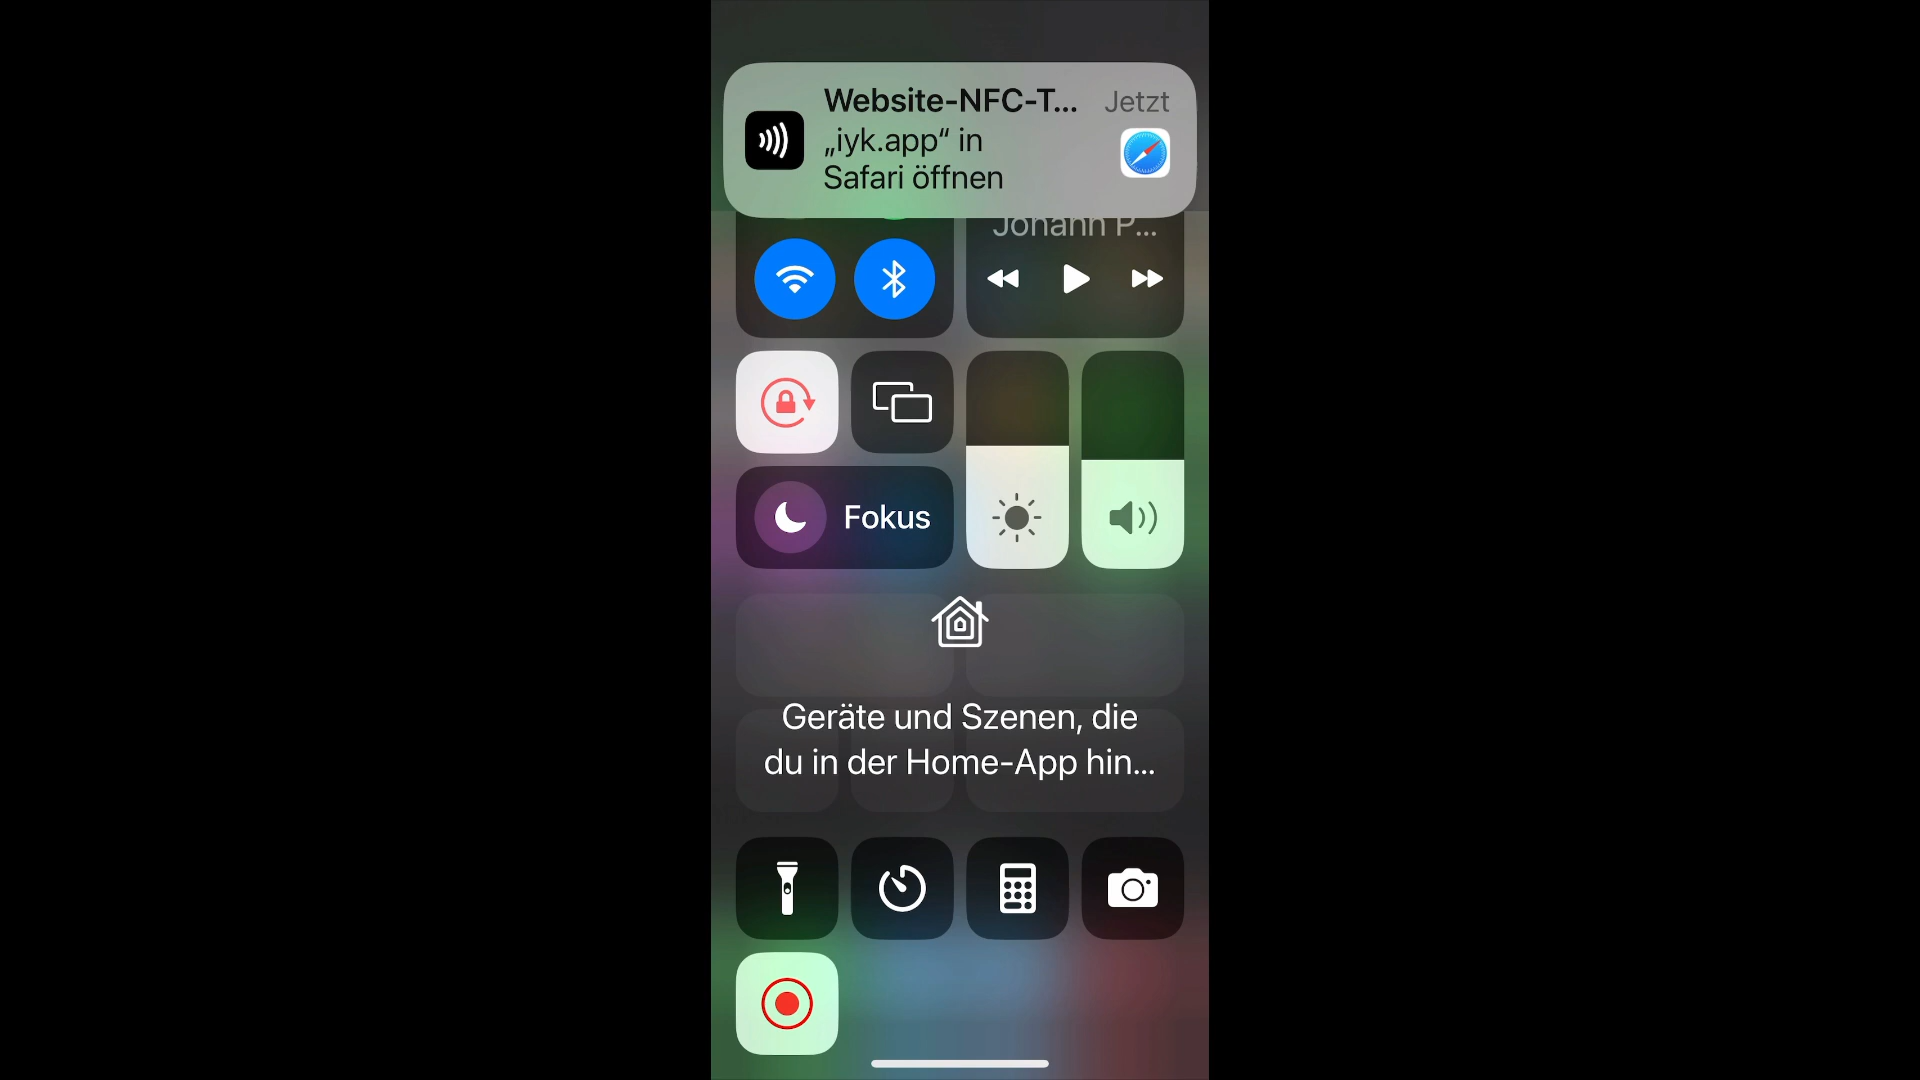 Website-NFC-T... Jetzt
„iyk.app“ in
Safari öffnen
Johann P...
Fokus
Geräte und Szenen, die
du in der Home-App hin...